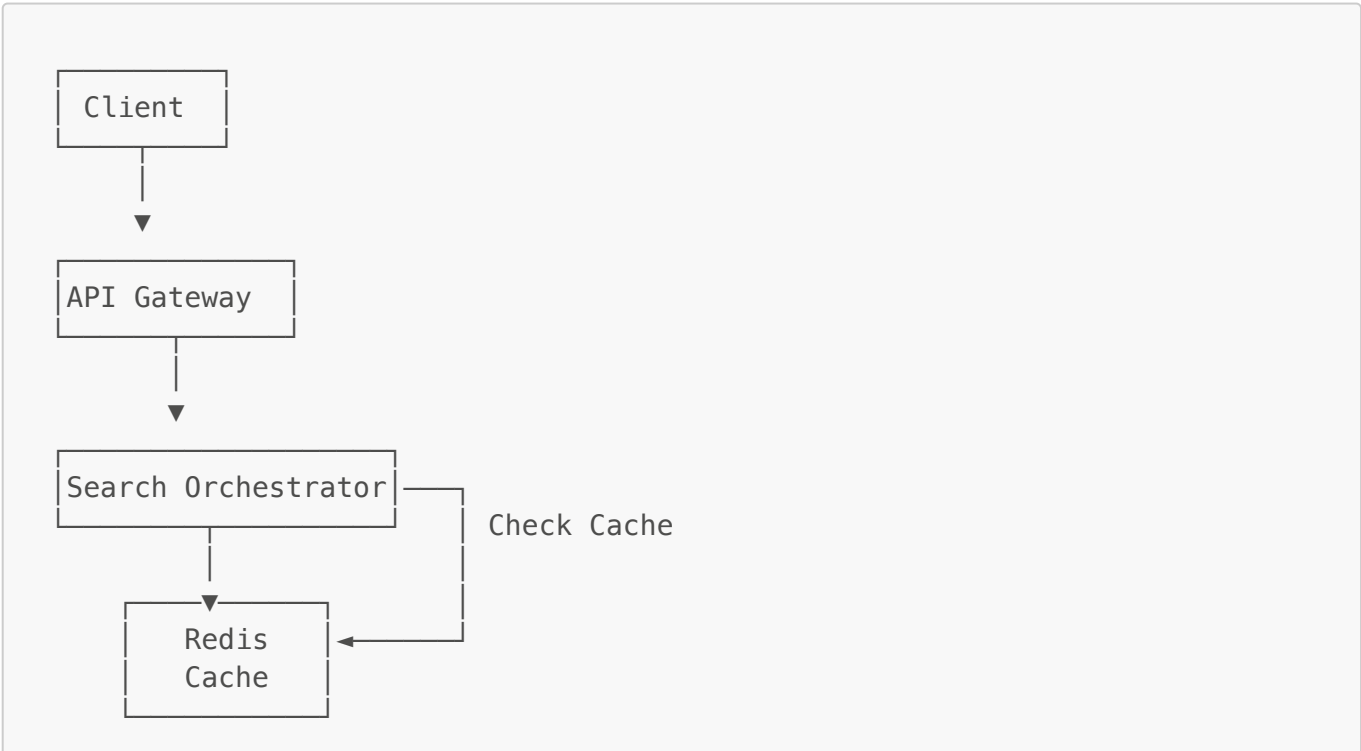 Client
API Gateway
Search Orchestrator
Check Cache
Redis
Cache